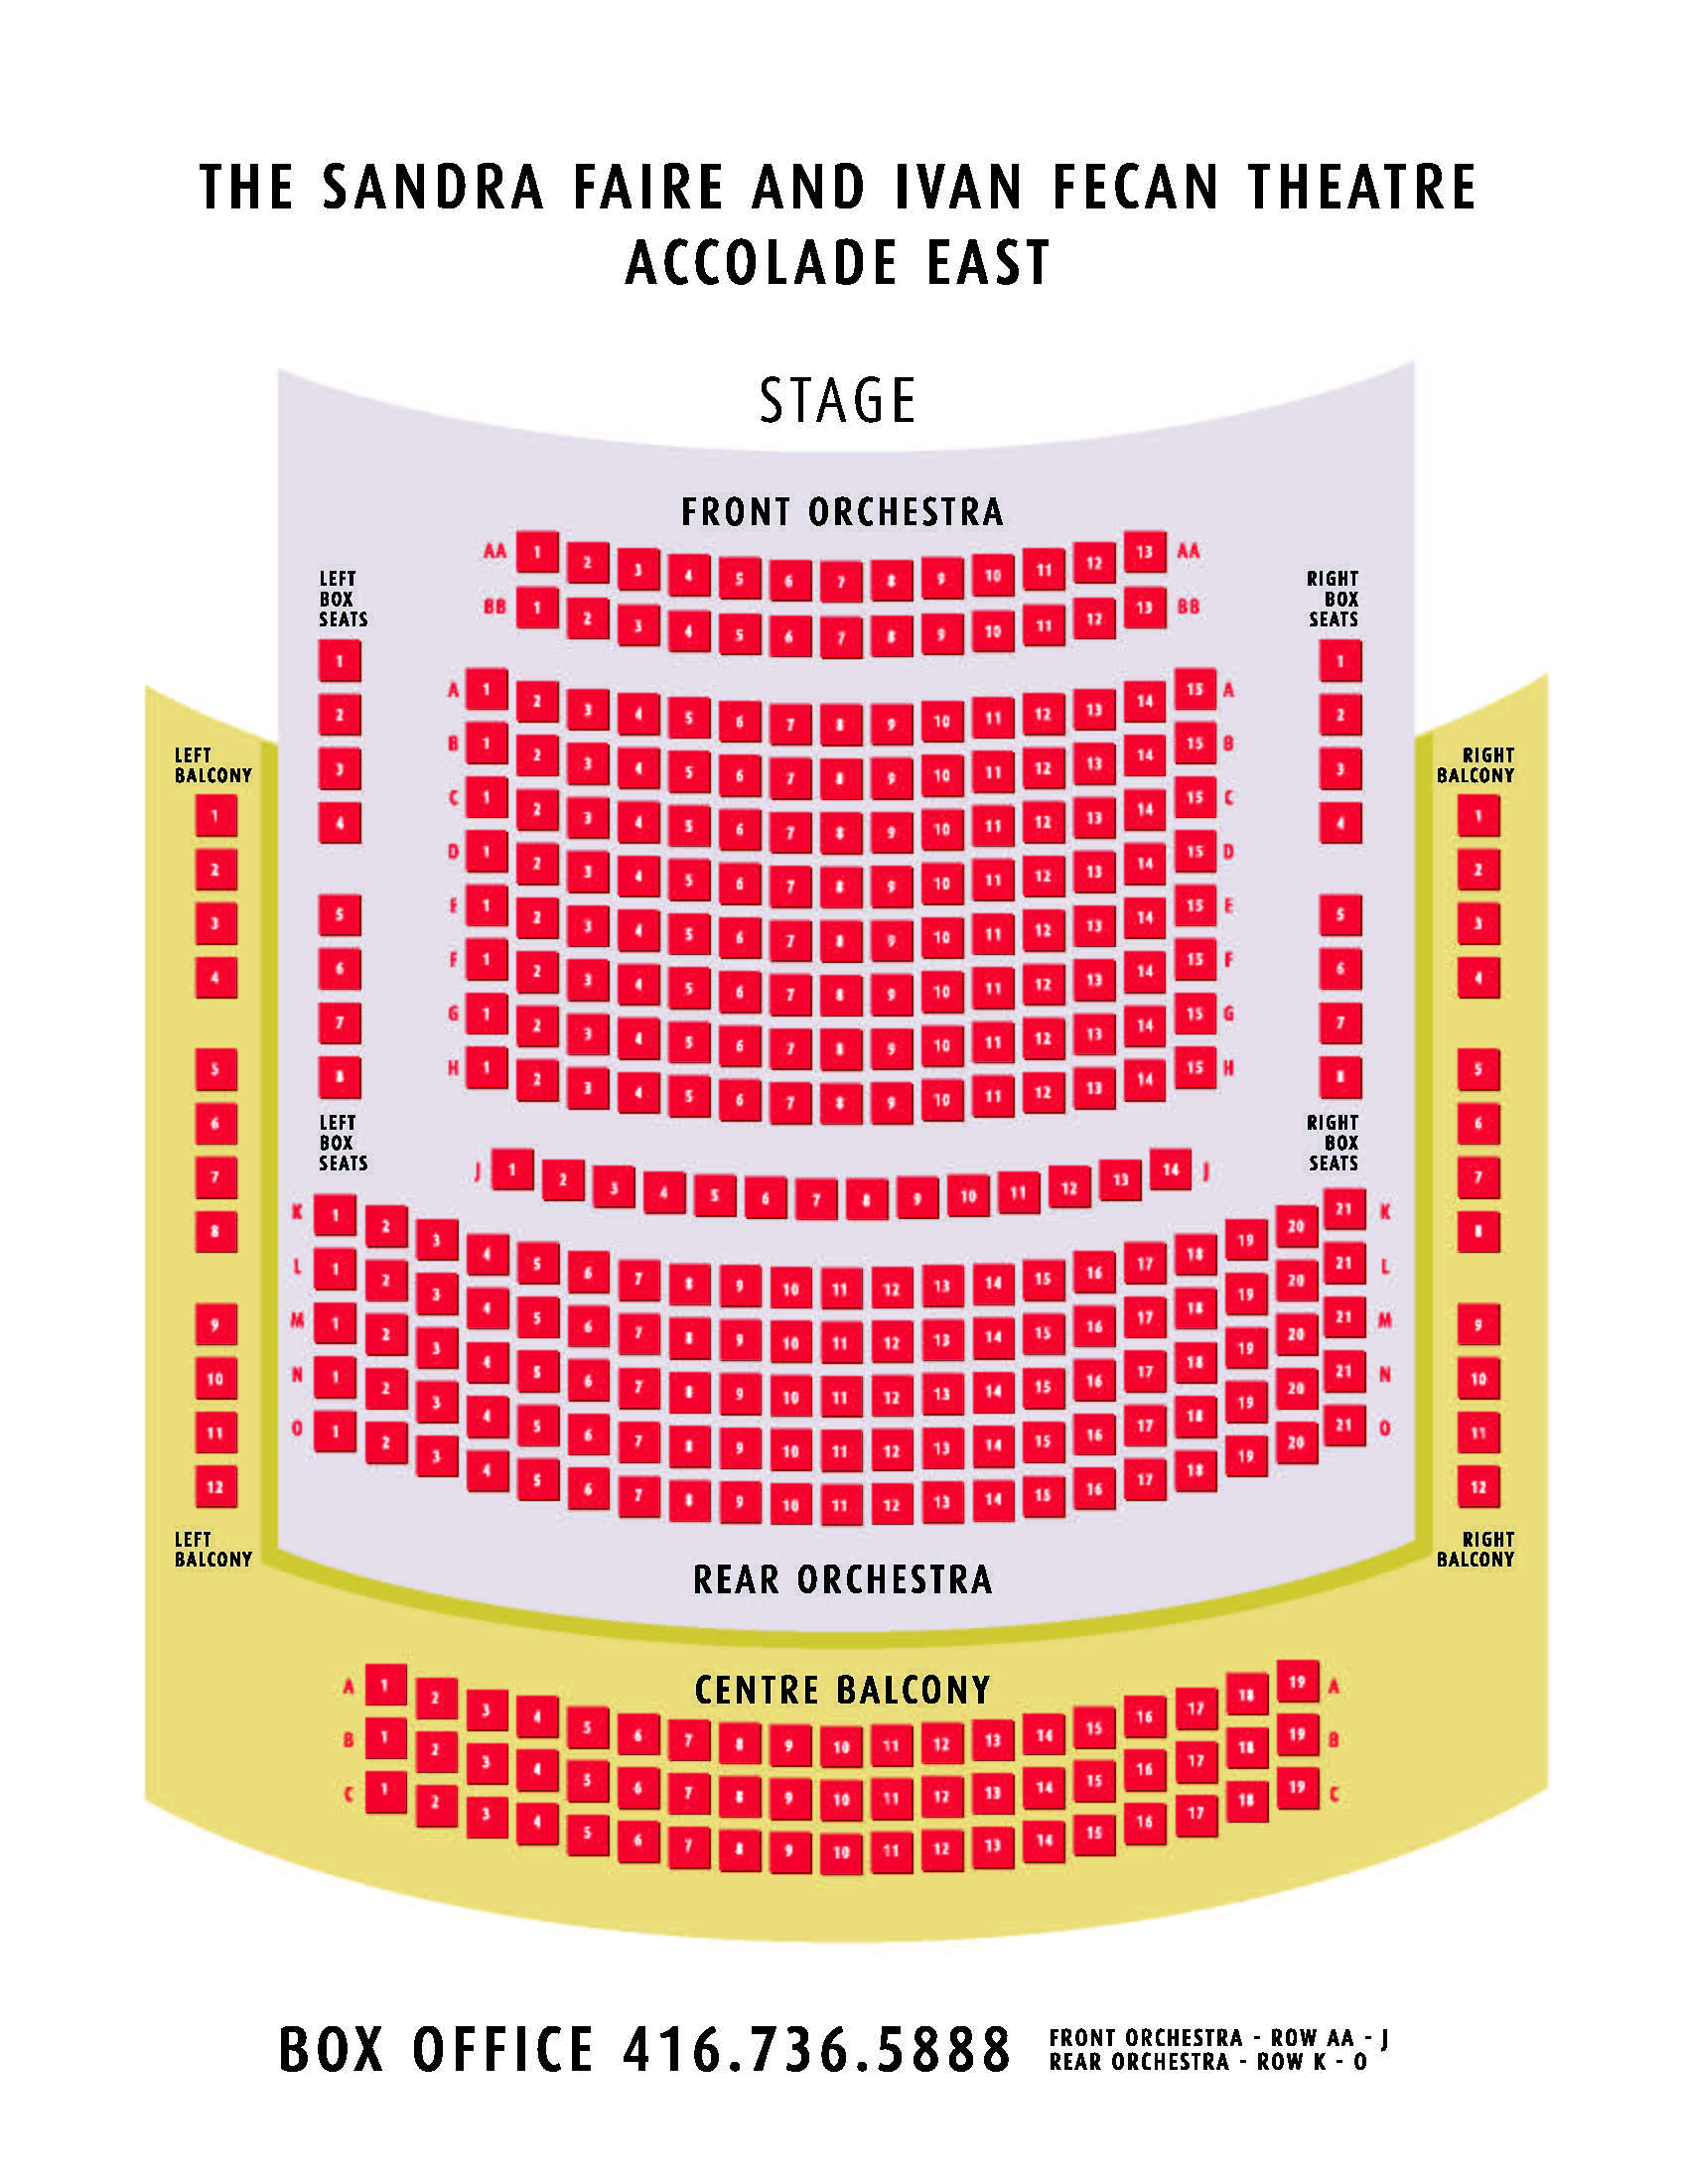 THE SANDRA FAIRE AND IVAN FECAN THEATRE
ACCOLADE EAST
STAGE
FRONT ORCHESTRA
AA 1 2 3 4 5 6 7 8 9 10 11 12 13 AA
BB 1 2 3 4 5 6 7 8 9 10 11 12 13 BB
LEFT
BOX
SEATS
1
2
3
4
5
6
7
8
LEFT
BOX
SEATS
RIGHT
BOX
SEATS
1
2
3
4
5
6
7
8
RIGHT
BOX
SEATS
A 1 2 3 4 5 6 7 8 9 10 11 12 13 14 15 A
B 1 2 3 4 5 6 7 8 9 10 11 12 13 14 15 B
C 1 2 3 4 5 6 7 8 9 10 11 12 13 14 15 C
D 1 2 3 4 5 6 7 8 9 10 11 12 13 14 15 D
E 1 2 3 4 5 6 7 8 9 10 11 12 13 14 15 E
F 1 2 3 4 5 6 7 8 9 10 11 12 13 14 15 F
G 1 2 3 4 5 6 7 8 9 10 11 12 13 14 15 G
H 1 2 3 4 5 6 7 8 9 10 11 12 13 14 15 H
J 1 2 3 4 5 6 7 8 9 10 11 12 13 14 J
LEFT
BALCONY
1
2
3
4
5
6
7
8
9
10
11
12
LEFT
BALCONY
RIGHT
BALCONY
1
2
3
4
5
6
7
8
9
10
11
12
RIGHT
BALCONY
K 1 2 3 4 5 6 7 8 9 10 11 12 13 14 15 16 17 18 19 20 21 K
L 1 2 3 4 5 6 7 8 9 10 11 12 13 14 15 16 17 18 19 20 21 L
M 1 2 3 4 5 6 7 8 9 10 11 12 13 14 15 16 17 18 19 20 21 M
N 1 2 3 4 5 6 7 8 9 10 11 12 13 14 15 16 17 18 19 20 21 N
O 1 2 3 4 5 6 7 8 9 10 11 12 13 14 15 16 17 18 19 20 21 O
REAR ORCHESTRA
CENTRE BALCONY
A 1 2 3 4 5 6 7 8 9 10 11 12 13 14 15 16 17 18 19 A
B 1 2 3 4 5 6 7 8 9 10 11 12 13 14 15 16 17 18 19 B
C 1 2 3 4 5 6 7 8 9 10 11 12 13 14 15 16 17 18 19 C
BOX OFFICE 416.736.5888
FRONT ORCHESTRA - ROW AA - J
REAR ORCHESTRA - ROW K - O